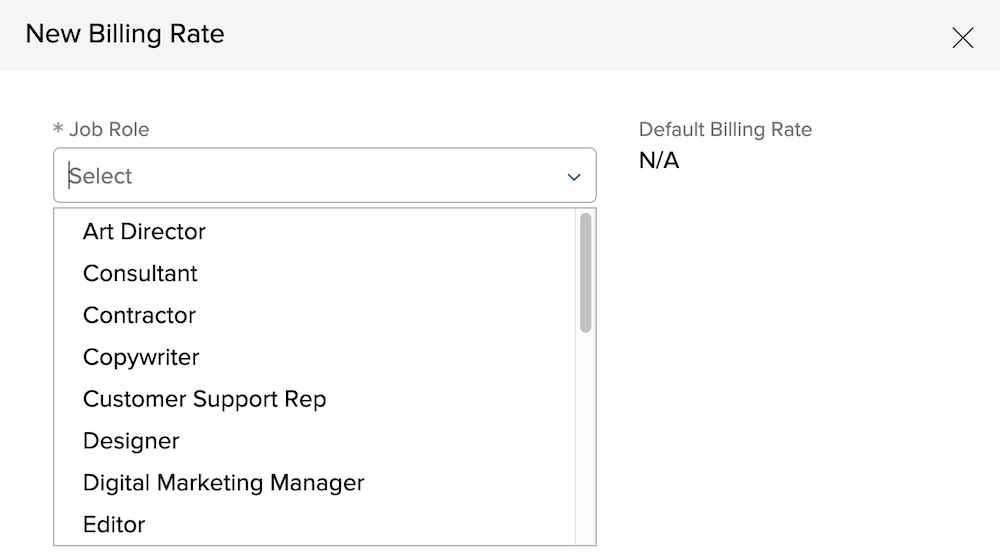 New Billing Rate
* Job Role
Default Billing Rate
Select
N/A
Art Director
Consultant
Contractor
Copywriter
Customer Support Rep
Designer
Digital Marketing Manager
Editor